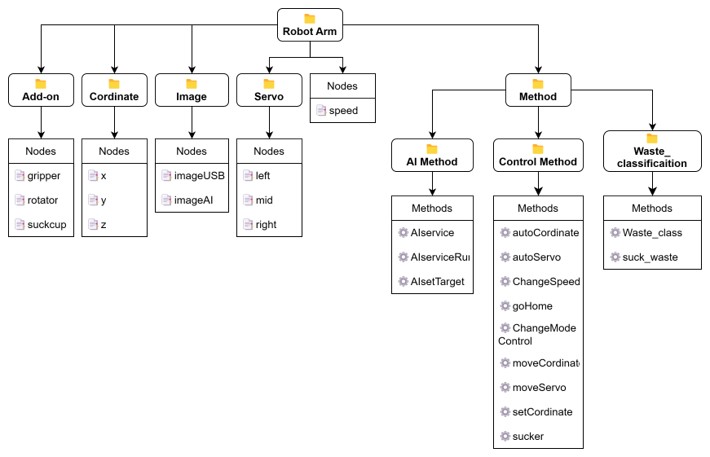 Robot Arm
Add-on
Cordinate
Image
Servo
Nodes
speed
Method
Nodes
gripper
rotator
suckcup
Nodes
x
y
z
Nodes
imageUSB
imageAI
Nodes
left
mid
right
AI Method
Control Method
Waste_
classificaition
Methods
AIservice
AIserviceRu
AIsetTarget
Methods
autoCordinate
autoServo
ChangeSpeed
goHome
ChangeMode
Control
moveCordinat
moveServo
setCordinate
sucker
Methods
Waste_class
suck_waste